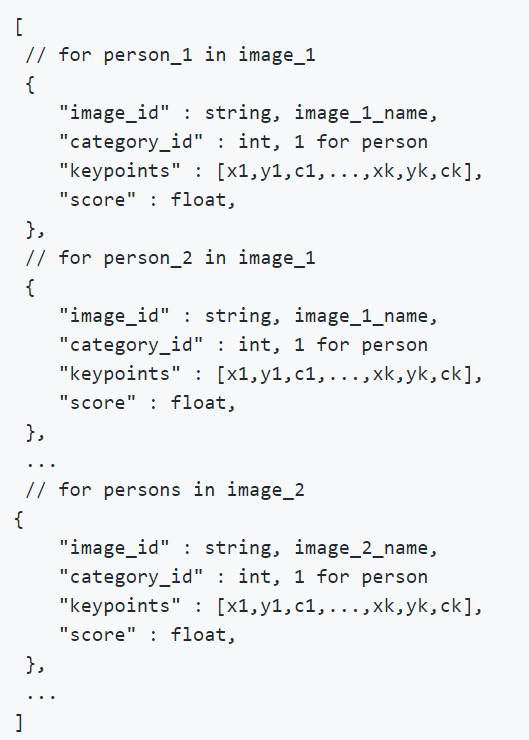 [
// for person_1 in image_1
{
"image_id" : string, image_1_name,
"category_id" : int, 1 for person
"keypoints" : [x1,y1,c1,...,xk,yk,ck],
"score" : float,
},
// for person_2 in image_1
{
"image_id" : string, image_1_name,
"category_id" : int, 1 for person
"keypoints" : [x1,y1,c1,...,xk,yk,ck],
"score" : float,
},
...
// for persons in image_2
{
"image_id" : string, image_2_name,
"category_id" : int, 1 for person
"keypoints" : [x1,y1,c1,...,xk,yk,ck],
"score" : float,
},
...
]